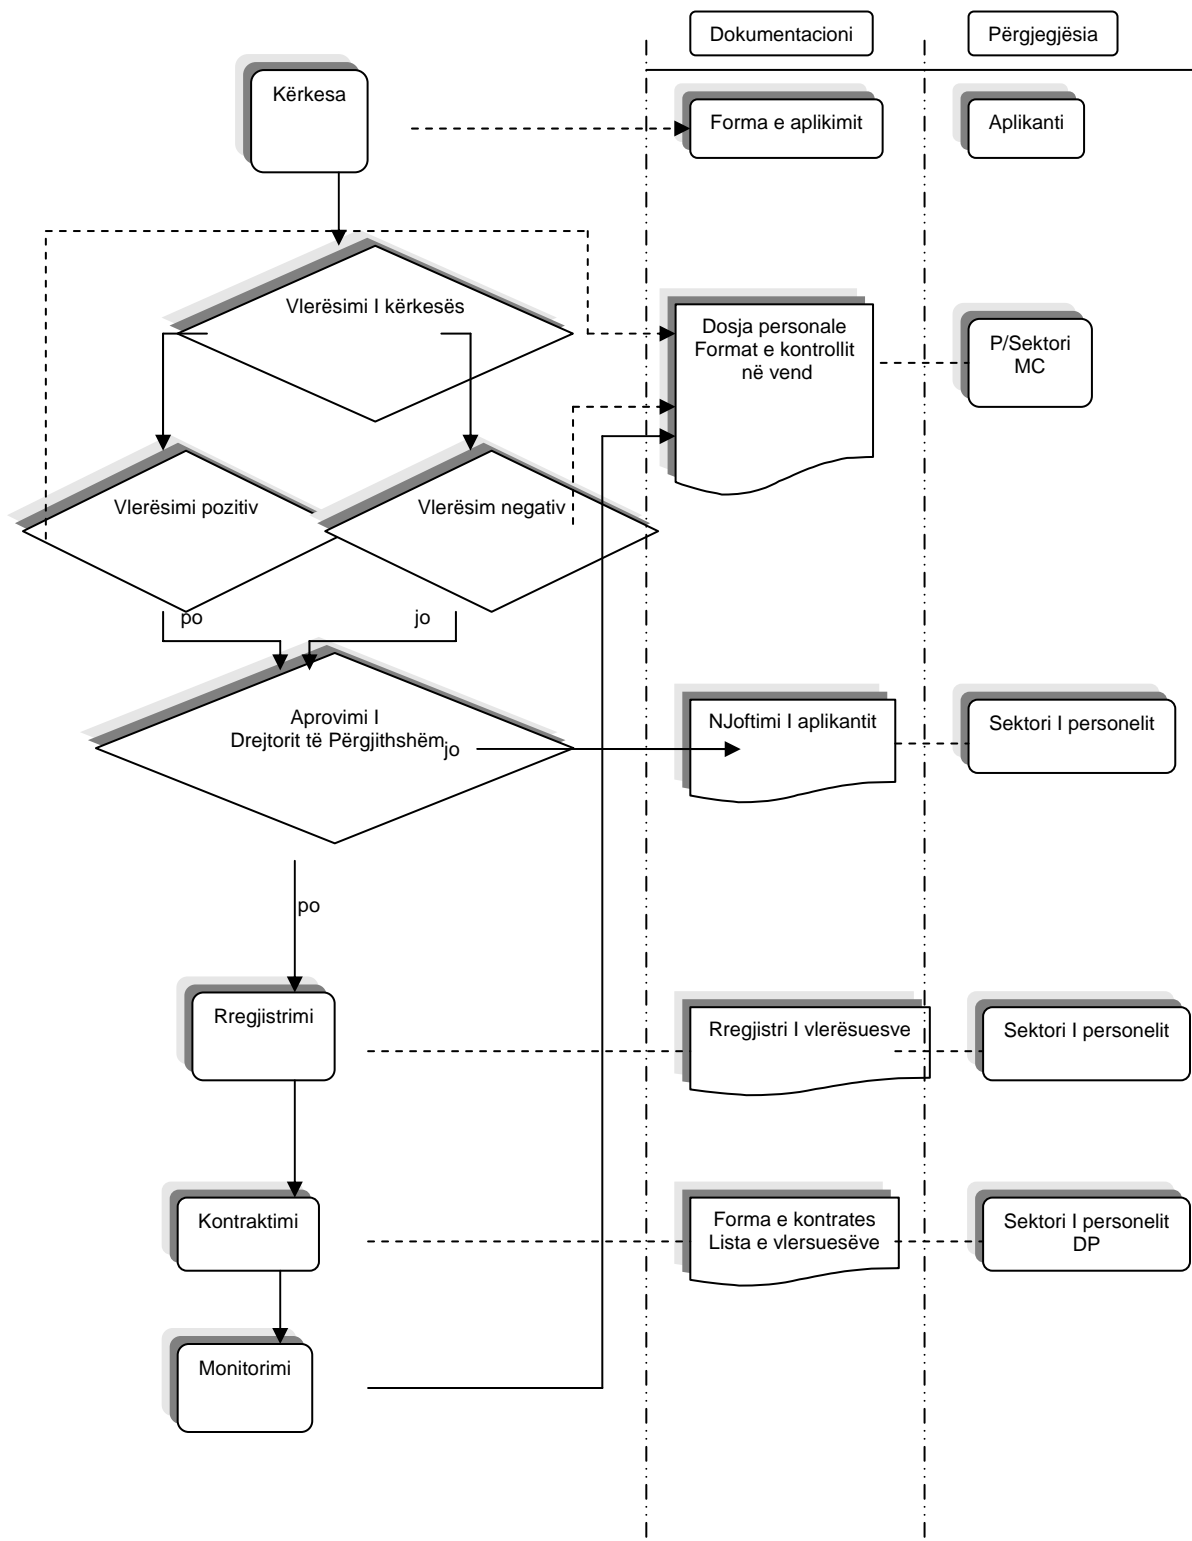 Dokumentacioni
Përgjegjësia
Kërkesa
Forma e aplikimit
Aplikanti
Vlerësimi I kërkesës
Dosja personale
Format e kontrollit
në vend
P/Sektori
MC
Vlerësimi pozitiv
Vlerësim negativ
po
jo
Aprovimi I
Drejtorit të Përgjithshëm
jo
NJoftimi I aplikantit
Sektori I personelit
po
Rregjistrimi
Rregjistri I vlerësuesve
Sektori I personelit
Kontraktimi
Forma e kontrates
Lista e vlersuesëve
Sektori I personelit
DP
Monitorimi